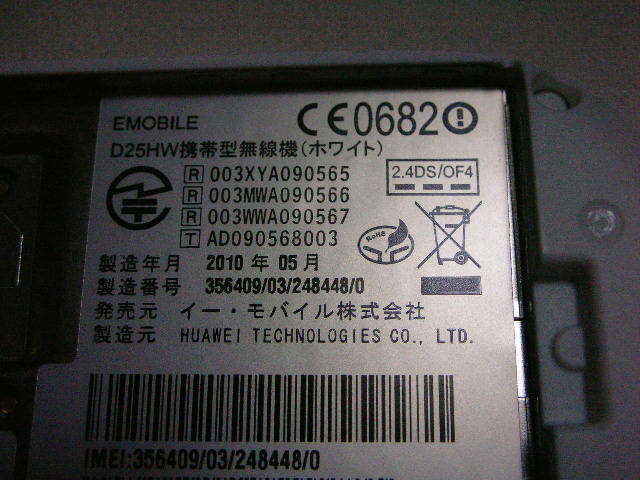 EMOBILE CE0682
D25HW携帯型無線機(ホワイト)
R 003XYA090565 2.4DS/OF4
R 003MWA090566
R 003WWA090567
T AD090568003 RoHS
製造年月 2010 年 05 月
製造番号 356409/03/248448/0
発売元 イー・モバイル株式会社
製造元 HUAWEI TECHNOLOGIES CO., LTD.
IMEI:356409/03/248448/0